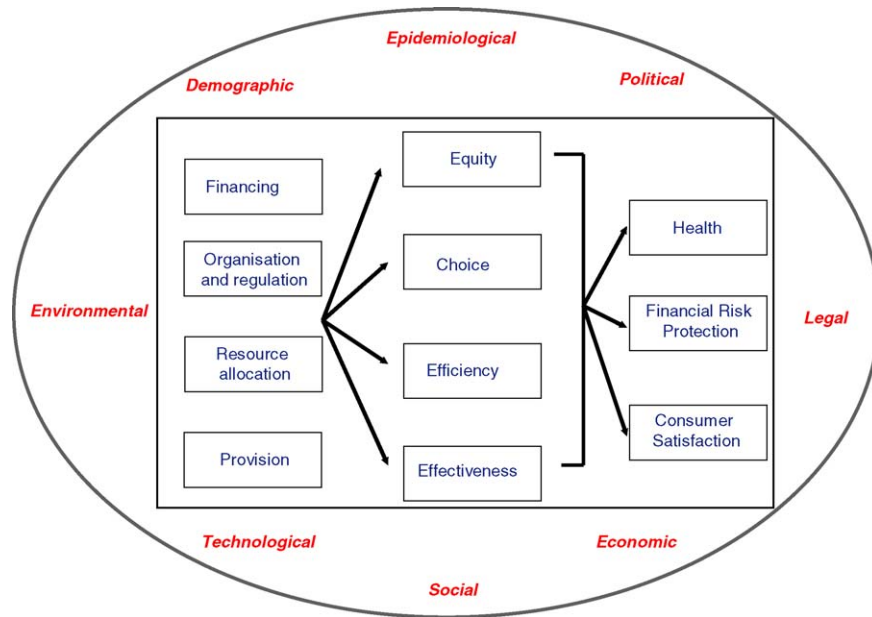 Epidemiological
Demographic
Political
Financing
Organisation
and regulation
Resource
allocation
Provision
Equity
Choice
Efficiency
Effectiveness
Health
Financial Risk
Protection
Consumer
Satisfaction
Environmental
Legal
Technological
Economic
Social